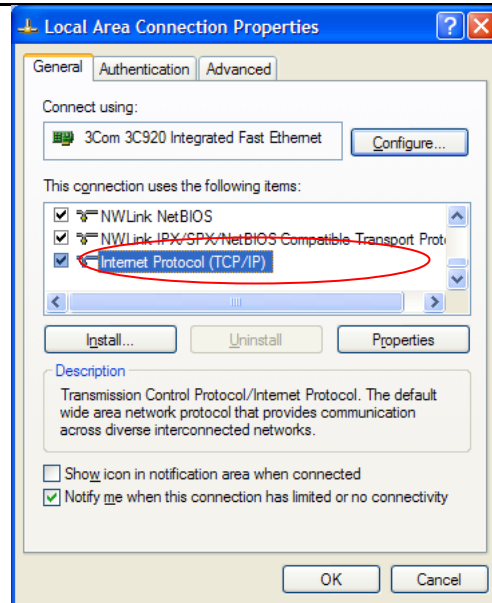 Local Area Connection Properties
General Authentication Advanced
Connect using:
3Com 3C920 Integrated Fast Ethernet Configure...
This connection uses the following items:
NWLink NetBIOS
NWLink IPX/SPX/NetBIOS Compatible Transport Proto
Internet Protocol (TCP/IP)
Install... Uninstall Properties
Description
Transmission Control Protocol/Internet Protocol. The default
wide area network protocol that provides communication
across diverse interconnected networks.
Show icon in notification area when connected
Notify me when this connection has limited or no connectivity
OK Cancel